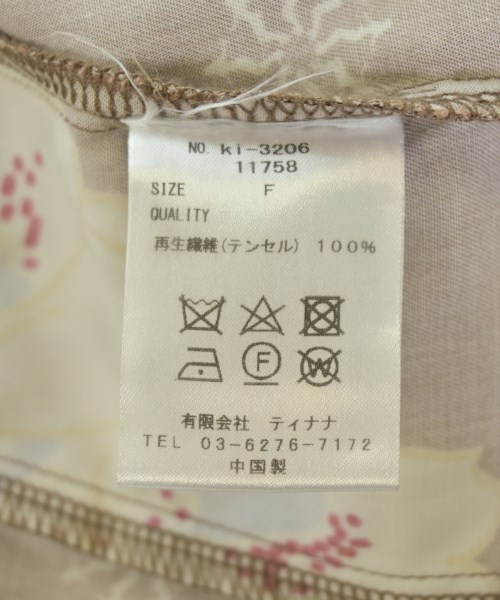 NO. ki-3206
11758
SIZE F
QUALITY
再生繊維(テンセル) 100%
F
W
有限会社 ティナナ
TEL 03-6276-7172
中国製